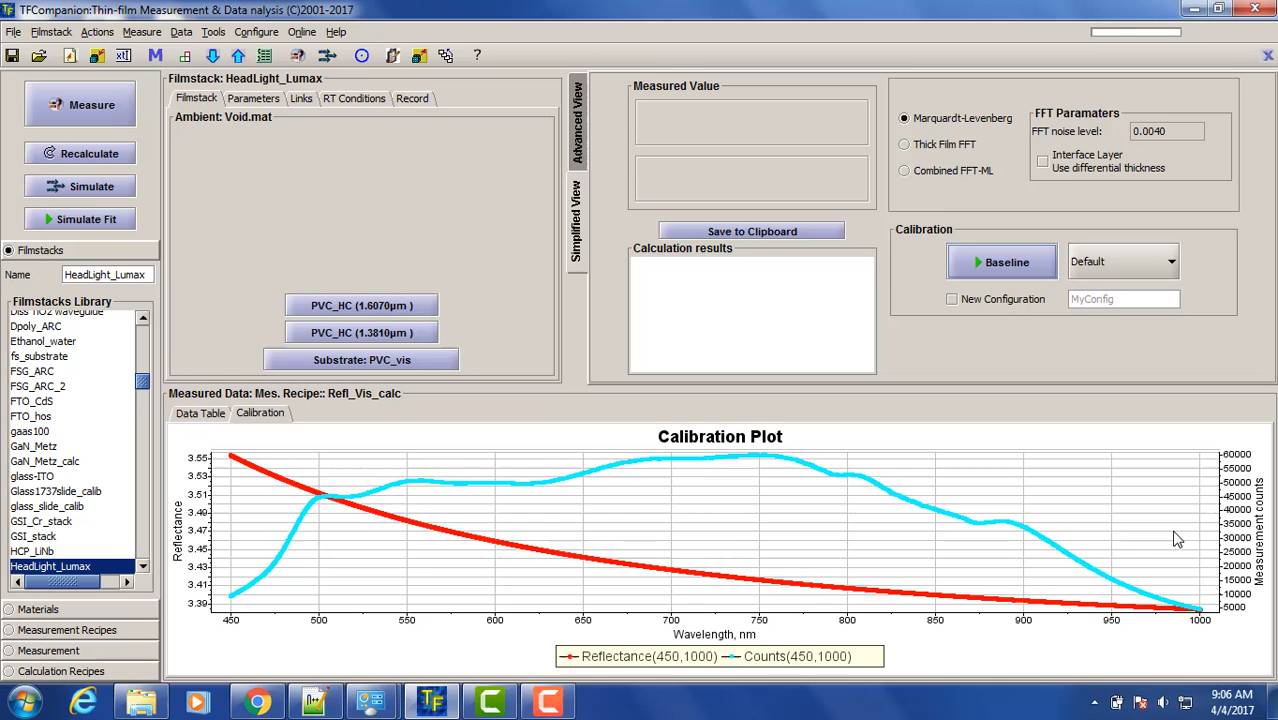 TFCompanion:Thin-film Measurement & Data nalysis (C)2001-2017
File Filmstack Actions Measure Data Tools Configure Online Help
Measure
Recalculate
Simulate
Simulate Fit
Filmstacks
Name HeadLight_Lumax
Filmstacks Library
Diss TiO2 waveguide
Dpoly_ARC
Ethanol_water
fs_substrate
FSG_ARC
FSG_ARC_2
FTO_CdS
FTO_hos
gaas100
GaN_Metz
GaN_Metz_calc
glass-ITO
Glass1737slide_calib
glass_slide_calib
GSI_Cr_stack
GSI_stack
HCP_LiNb
HeadLight_Lumax
Materials
Measurement Recipes
Measurement
Calculation Recipes
Filmstack: HeadLight_Lumax
Filmstack Parameters Links RT Conditions Record
Ambient: Void.mat
PVC_HC (1.6070µm )
PVC_HC (1.3810µm )
Substrate: PVC_vis
Advanced View
Simplified View
Measured Value
Save to Clipboard
Calculation results
Marquardt-Levenberg
Thick Film FFT
Combined FFT-ML
FFT Paramaters
FFT noise level: 0.0040
Interface Layer
Use differential thickness
Calibration
Baseline Default
New Configuration MyConfig
Measured Data: Mes. Recipe:: Refl_Vis_calc
Data Table Calibration
Calibration Plot
Reflectance
3.55
3.53
3.51
3.49
3.47
3.45
3.43
3.41
3.39
450 500 550 600 650 700 750 800 850 900 950 1000
Wavelength, nm
60000
55000
50000
45000
40000
35000
30000
25000
20000
15000
10000
5000
Measurement counts
Reflectance(450,1000) Counts(450,1000)
9:06 AM
4/4/2017